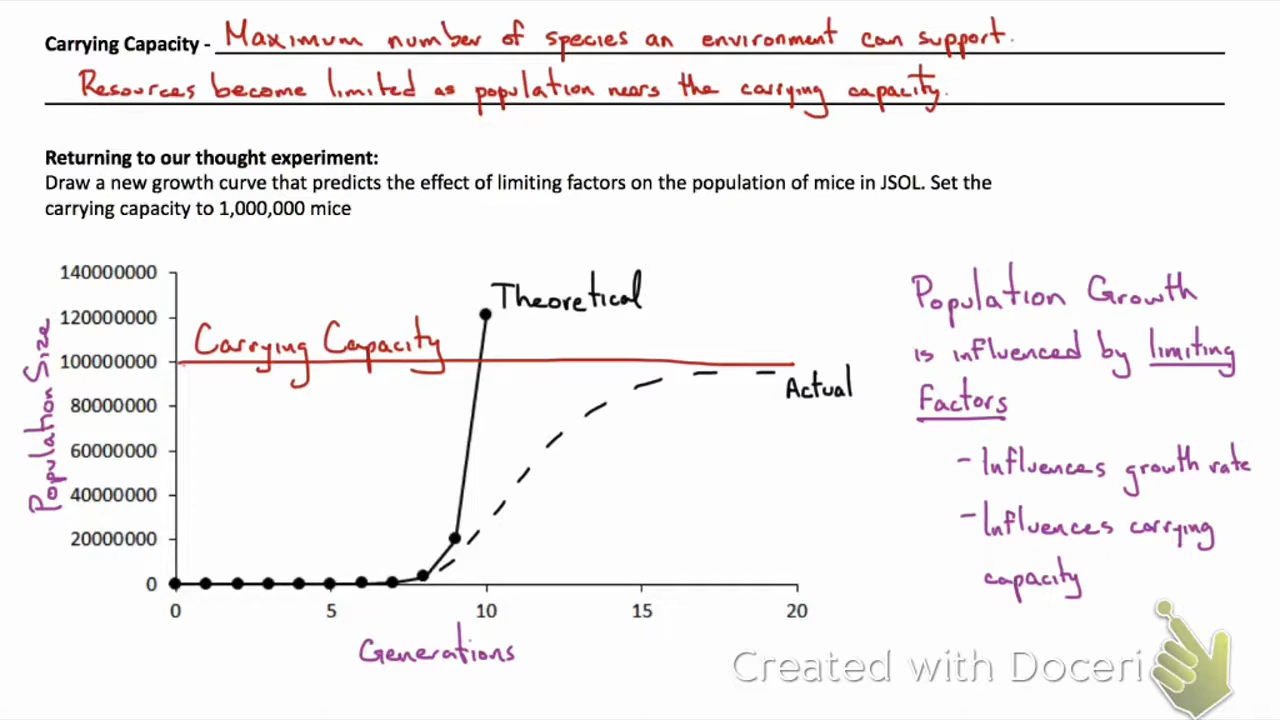 Carrying Capacity - Maximum number of species an environment can support.
Resources become limited as population nears the carrying capacity.
Returning to our thought experiment:
Draw a new growth curve that predicts the effect of limiting factors on the population of mice in JSOL. Set the
carrying capacity to 1,000,000 mice
140000000
120000000
100000000
80000000
60000000
40000000
20000000
0
Population Size
Theoretical
Carrying Capacity
Actual
0 5 10 15 20
Generations
Population Growth
is influenced by limiting
Factors
- Influences growth rate
- Influences carrying
capacity
Created with Doceri